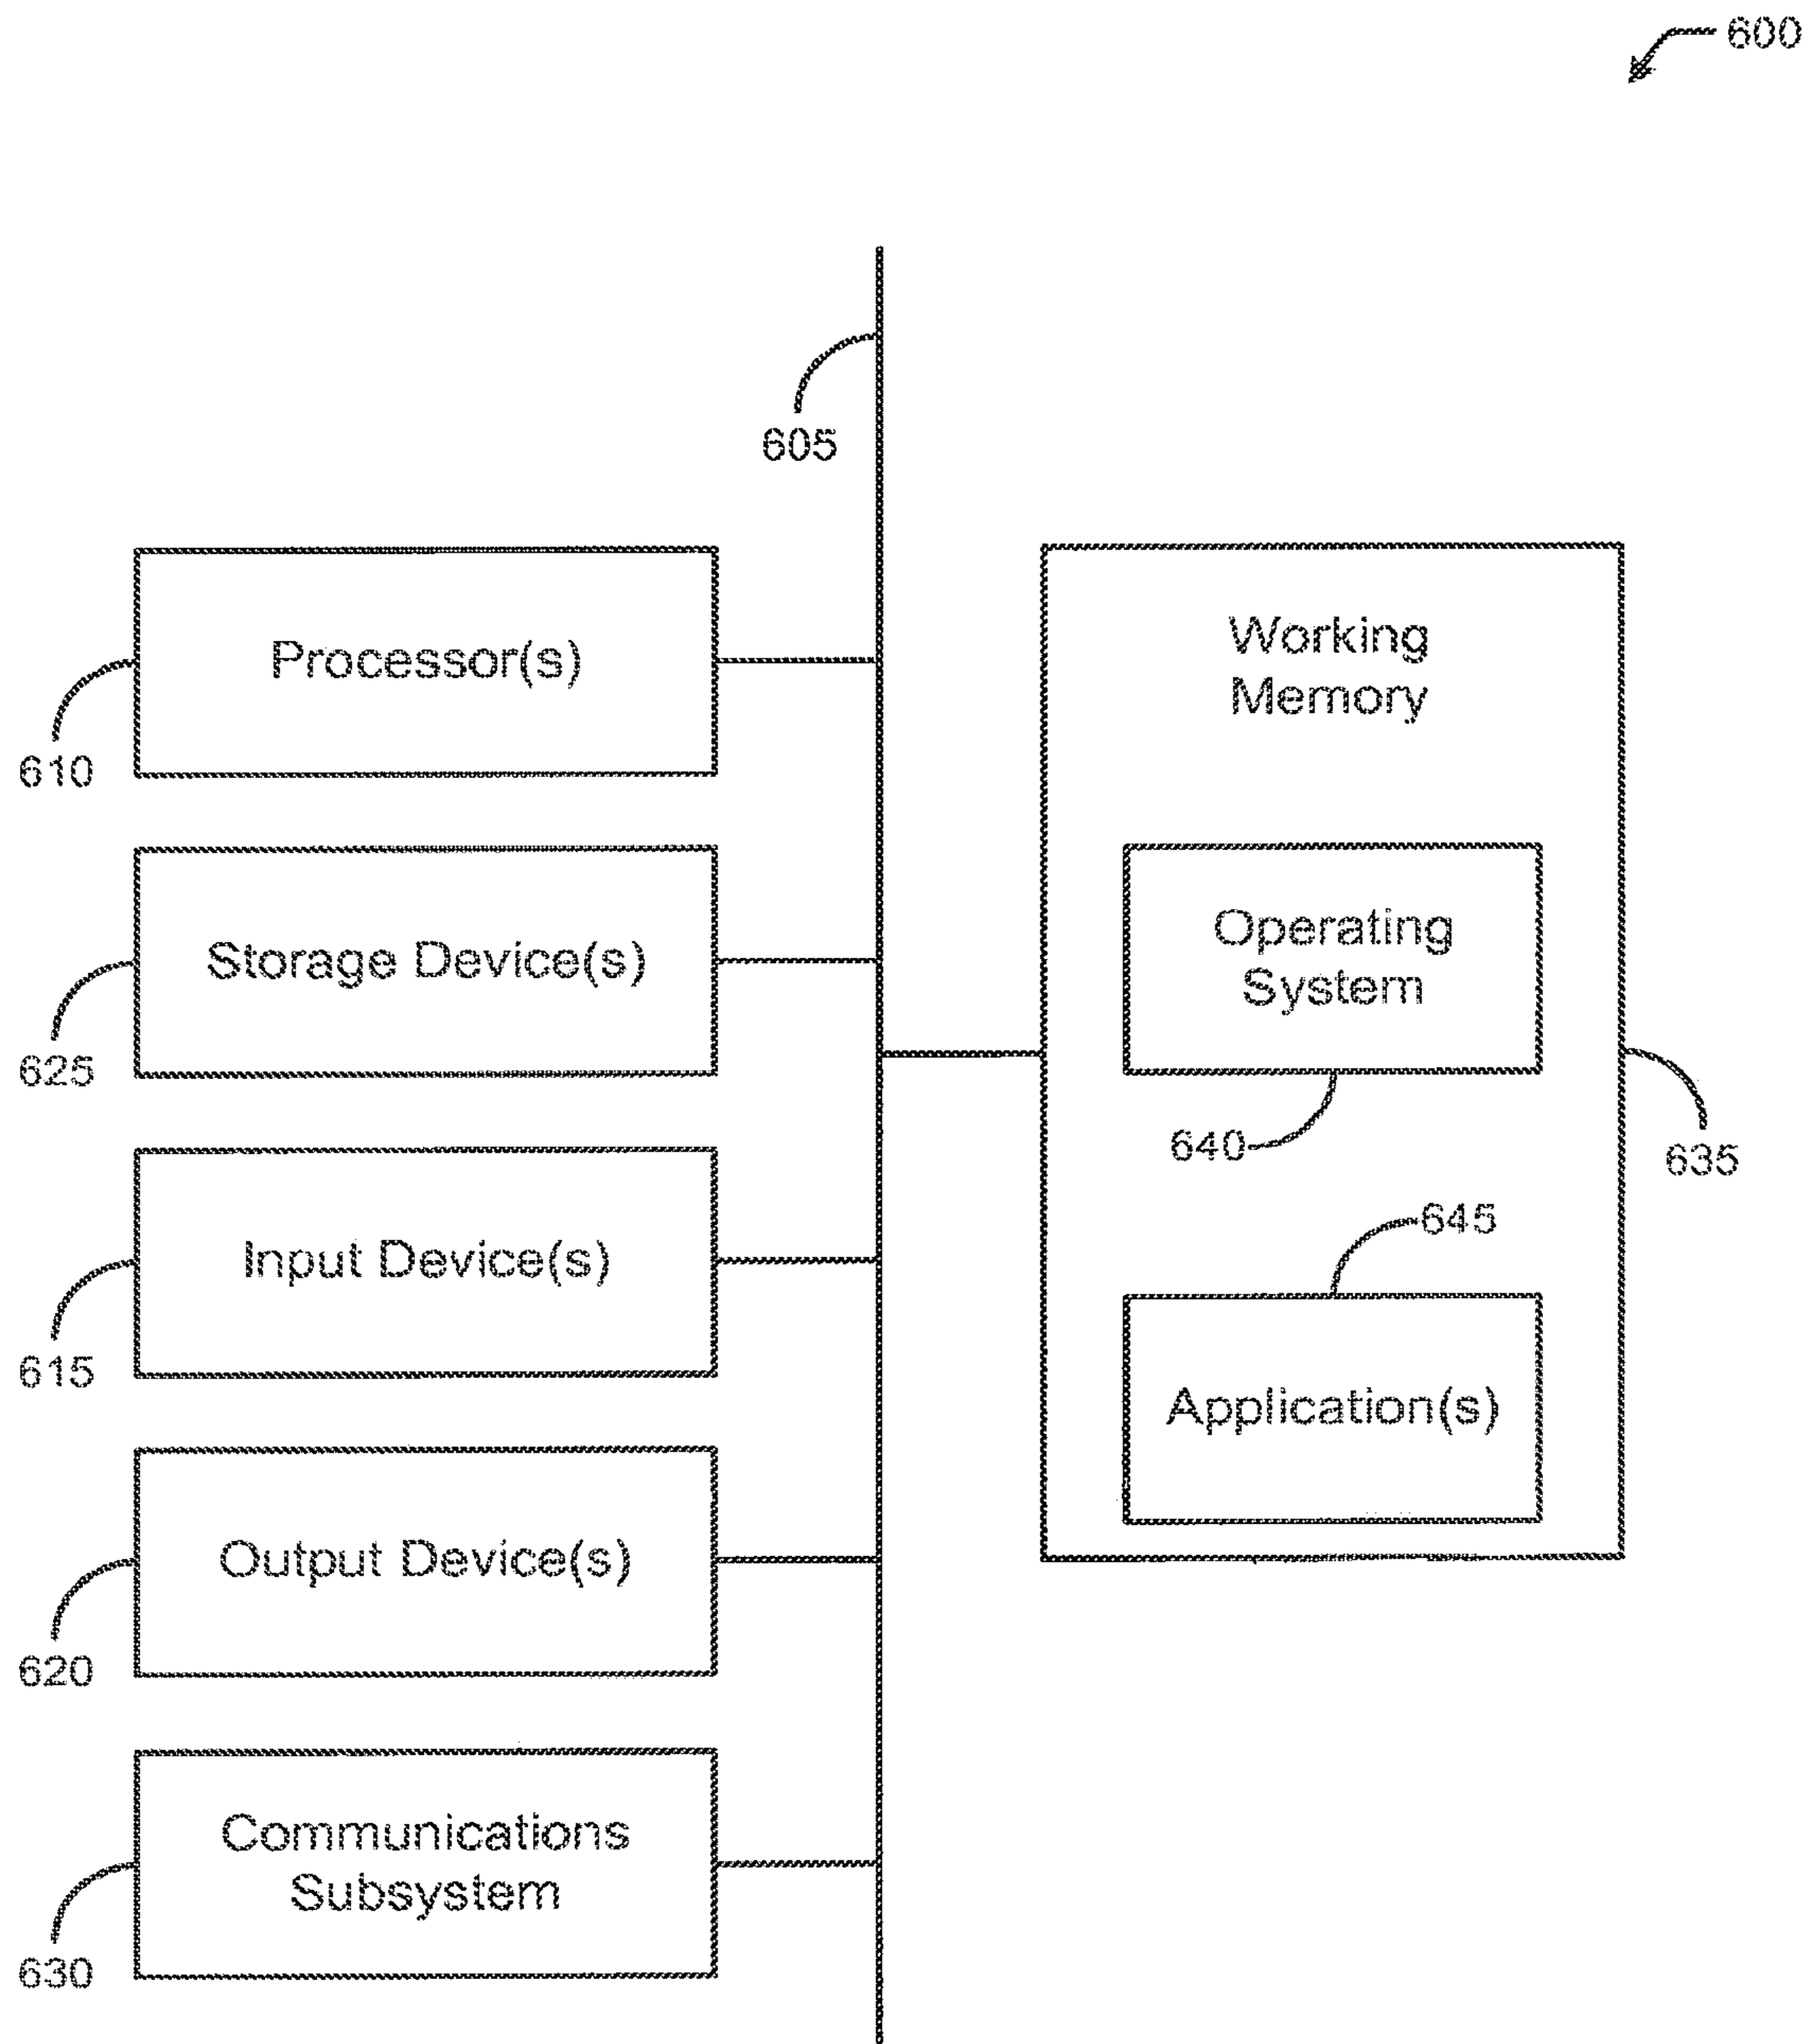 600
605
Processor(s)
610
Storage Device(s)
625
Input Device(s)
615
Output Device(s)
620
Communications
Subsystem
630
Working
Memory
Operating
System
640
635
645
Application(s)